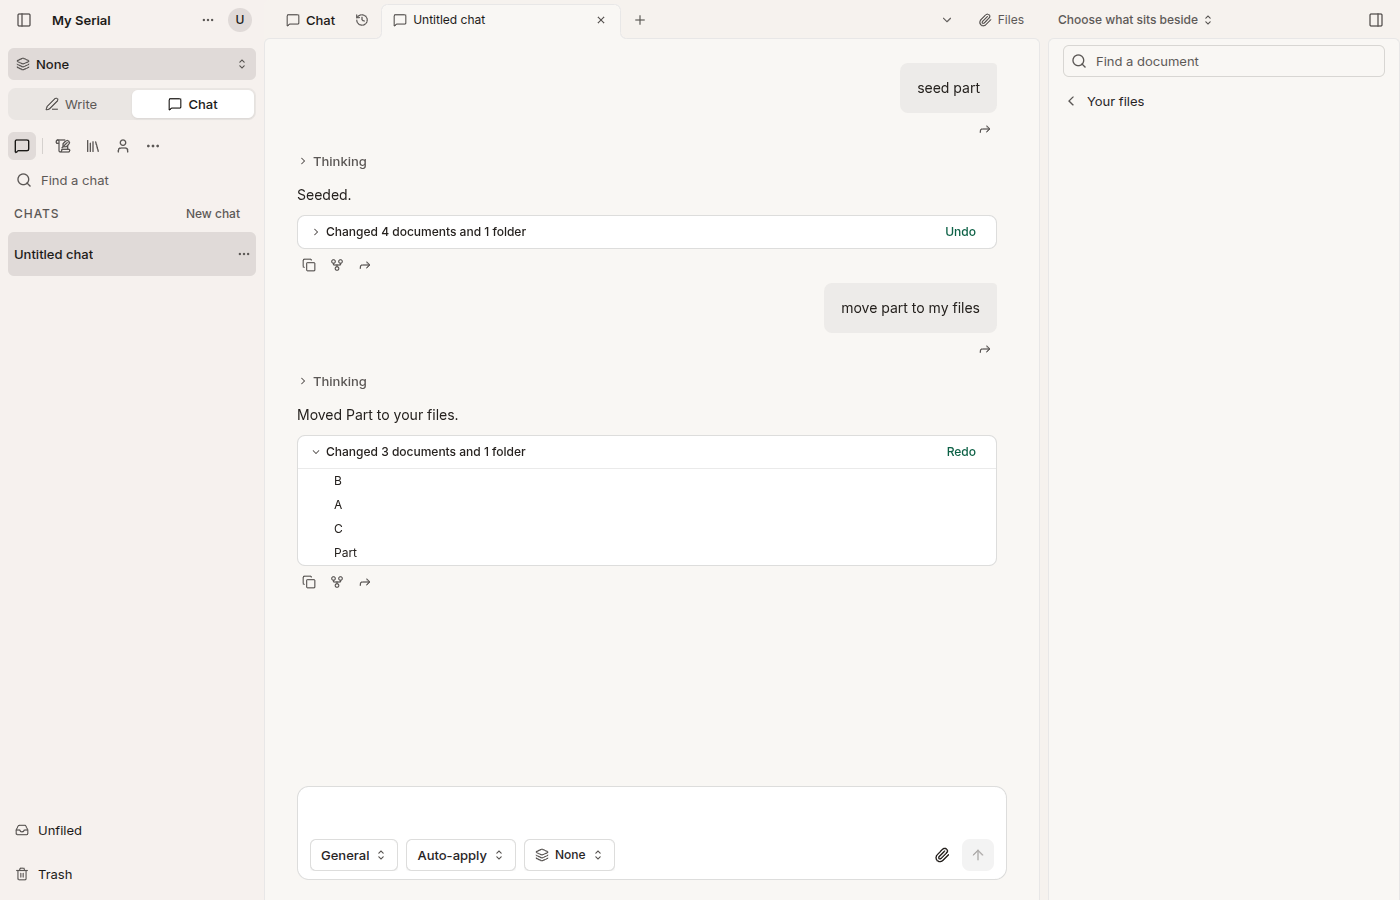 My Serial
U
None
Write
Chat
Find a chat
CHATS
New chat
Untitled chat
Unfiled
Trash
Chat
Untitled chat
Files
seed part
Thinking
Seeded.
Changed 4 documents and 1 folder
Undo
move part to my files
Thinking
Moved Part to your files.
Changed 3 documents and 1 folder
Redo
B
A
C
Part
General
Auto-apply
None
Choose what sits beside
Find a document
Your files